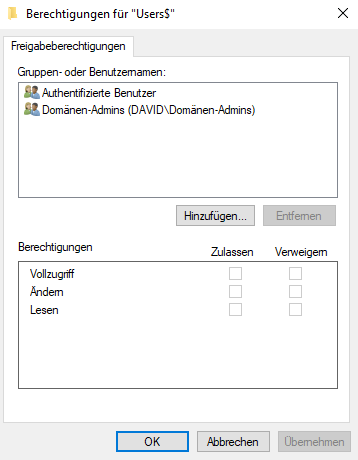 Berechtigungen für "Users$"
Freigabeberechtigungen
Gruppen- oder Benutzernamen:
Authentifizierte Benutzer
Domänen-Admins (DAVID\Domänen-Admins)
Hinzufügen... Entfernen
Berechtigungen Zulassen Verweigern
Vollzugriff
Ändern
Lesen
OK Abbrechen Übernehmen